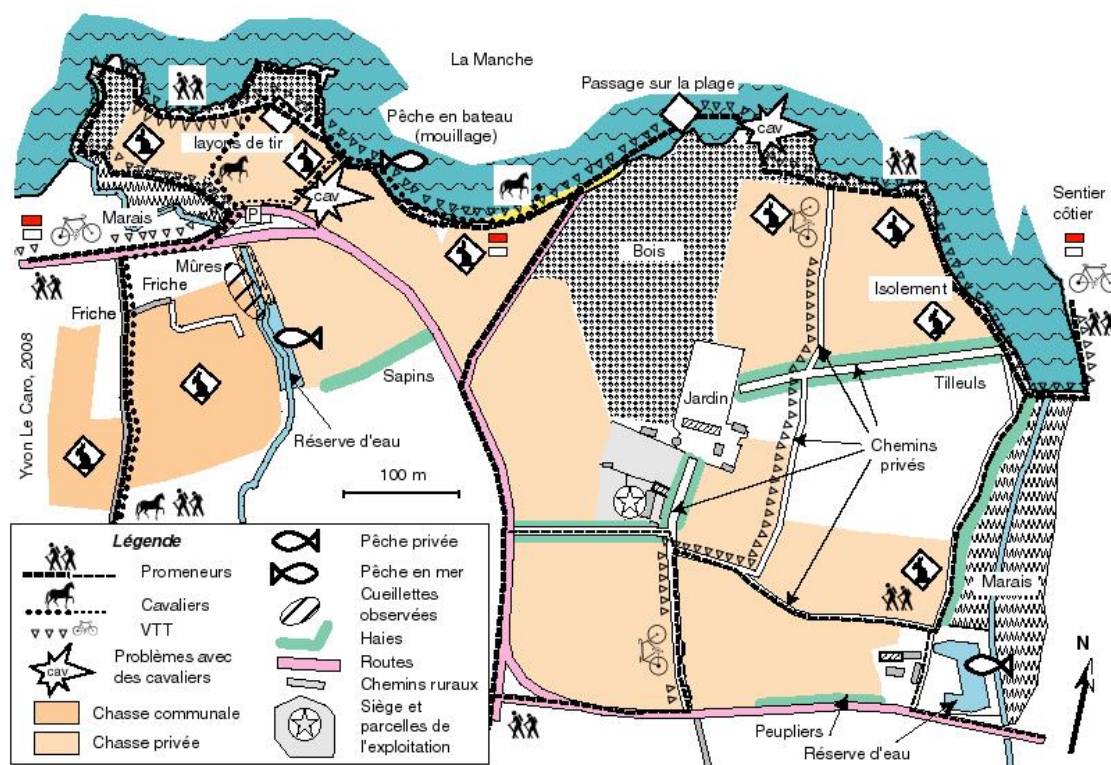 La Manche
Passage sur la plage
Pêche en bateau
(mouillage)
cav
layons de tir
cav
Sentier
côtier
Marais
P
Mûres
Bois
Friche
Isolement
Friche
Sapins
Jardin
Tilleuls
Réserve d'eau
Chemins
privés
100 m
Yvon Le Caro, 2008
Marais
N
Peupliers
Réserve d'eau
Légende
Promeneurs
Cavaliers
VTT
cav
Problèmes avec
des cavaliers
Chasse communale
Chasse privée
Pêche privée
Pêche en mer
Cueillettes
observées
Haies
Routes
Chemins ruraux
Siège et
parcelles de
l'exploitation